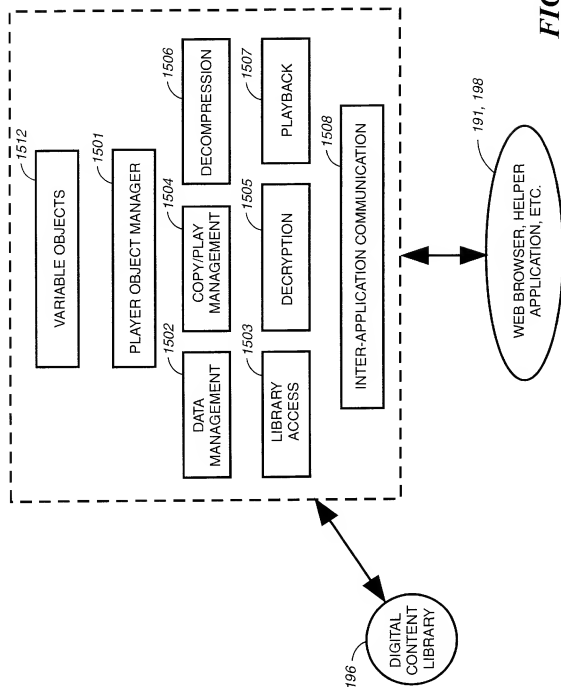 1512
VARIABLE OBJECTS
1501
PLAYER OBJECT MANAGER
1502
DATA
MANAGEMENT
1504
COPY/PLAY
MANAGEMENT
1506
DECOMPRESSION
1503
LIBRARY
ACCESS
1505
DECRYPTION
1507
PLAYBACK
1508
INTER-APPLICATION COMMUNICATION
196
DIGITAL
CONTENT
LIBRARY
191, 198
WEB BROWSER, HELPER
APPLICATION, ETC.
FIG